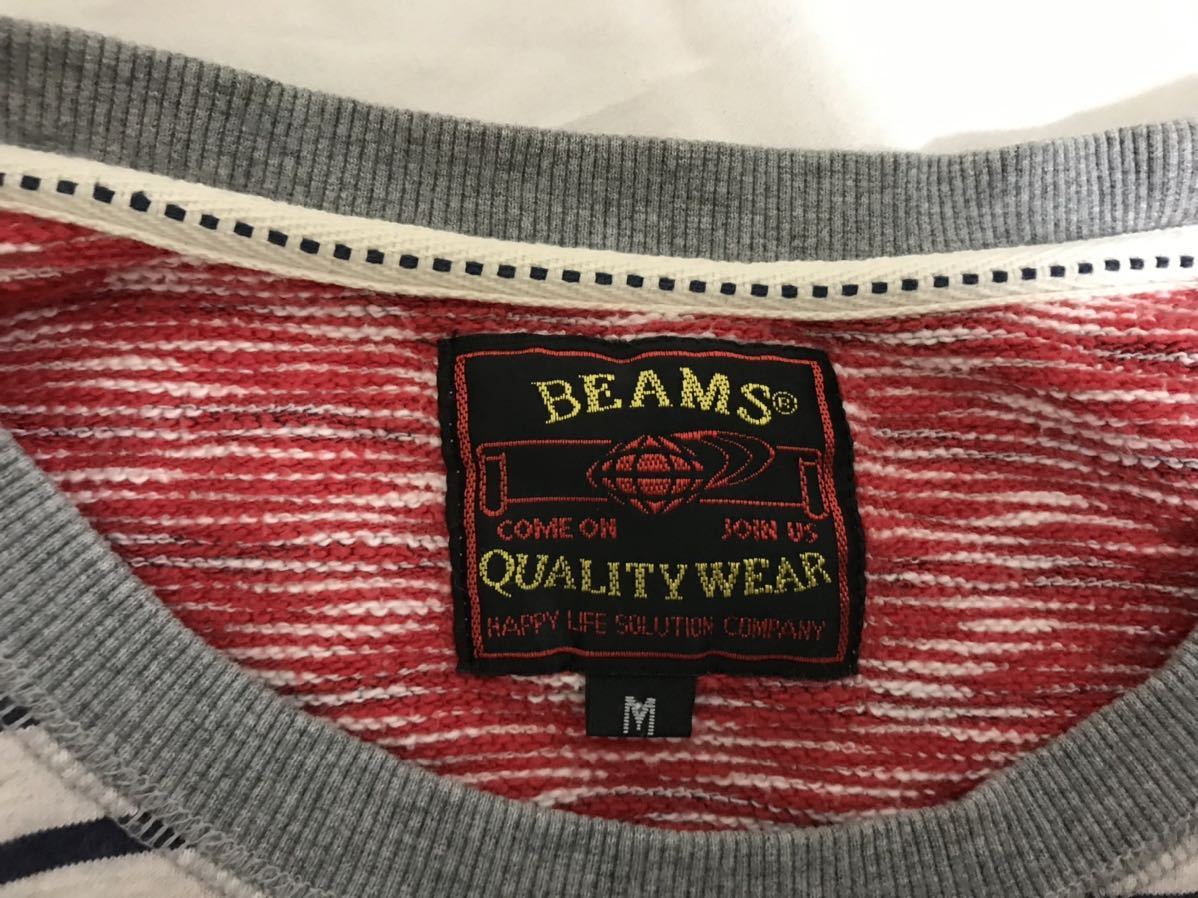 BEAMS®
COME ON JOIN US
QUALITY WEAR
HAPPY LIFE SOLUTION COMPANY
M